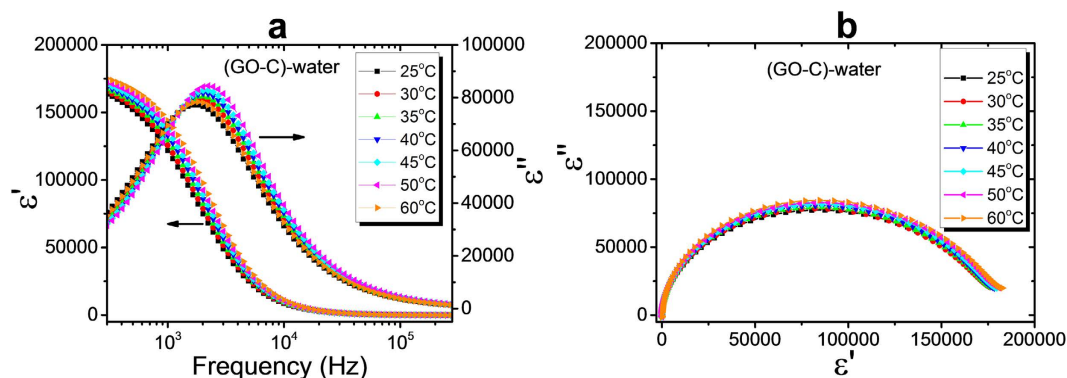 a
(GO-C)-water
200000
150000
100000
50000
0
ε'
100000
80000
60000
40000
20000
0
ε"
25°C
30°C
35°C
40°C
45°C
50°C
60°C
10³ 10⁴ 10⁵
Frequency (Hz)
b
(GO-C)-water
200000
150000
100000
50000
0
ε"
25°C
30°C
35°C
40°C
45°C
50°C
60°C
0 50000 100000 150000 200000
ε'